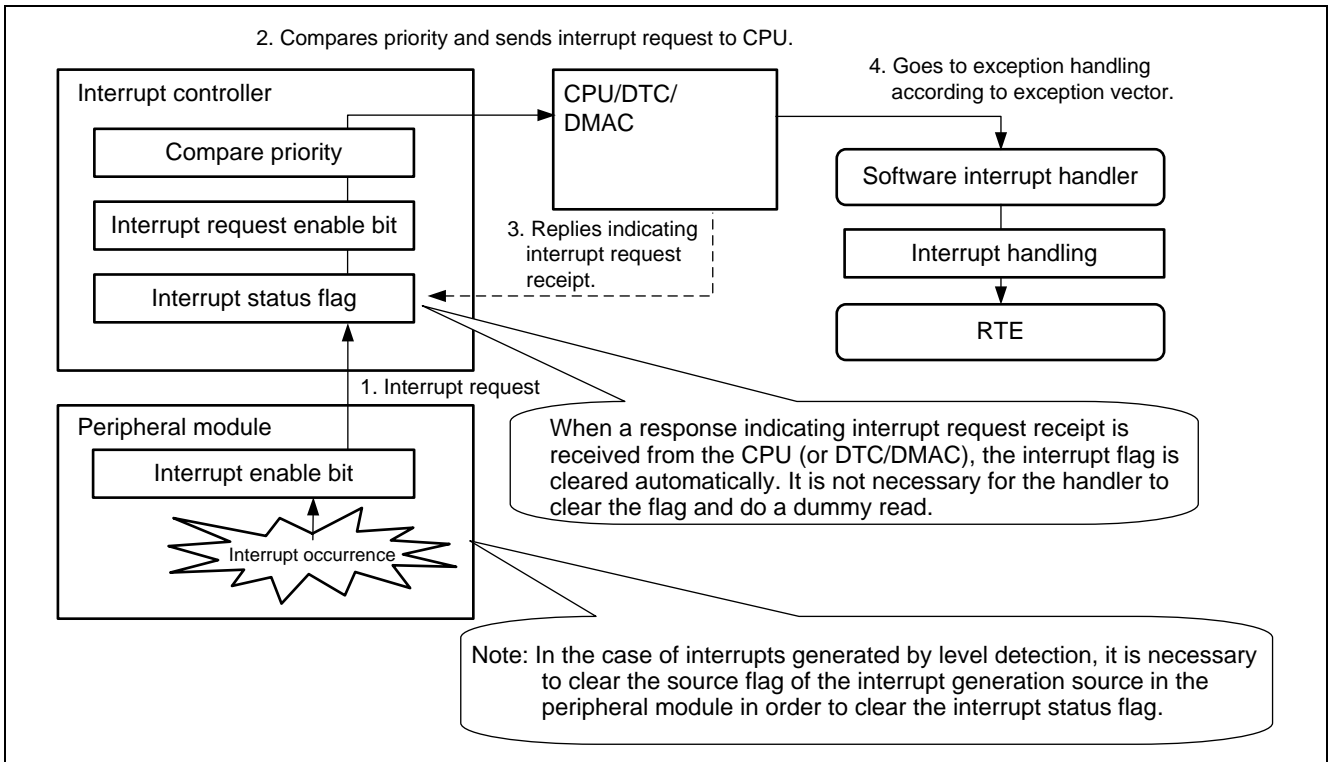 2. Compares priority and sends interrupt request to CPU.
Interrupt controller
Compare priority
Interrupt request enable bit
Interrupt status flag
CPU/DTC/
DMAC
3. Replies indicating
interrupt request
receipt.
4. Goes to exception handling
according to exception vector.
Software interrupt handler
Interrupt handling
RTE
1. Interrupt request
Peripheral module
Interrupt enable bit
Interrupt occurrence
When a response indicating interrupt request receipt is
received from the CPU (or DTC/DMAC), the interrupt flag is
cleared automatically. It is not necessary for the handler to
clear the flag and do a dummy read.
Note: In the case of interrupts generated by level detection, it is necessary
to clear the source flag of the interrupt generation source in the
peripheral module in order to clear the interrupt status flag.